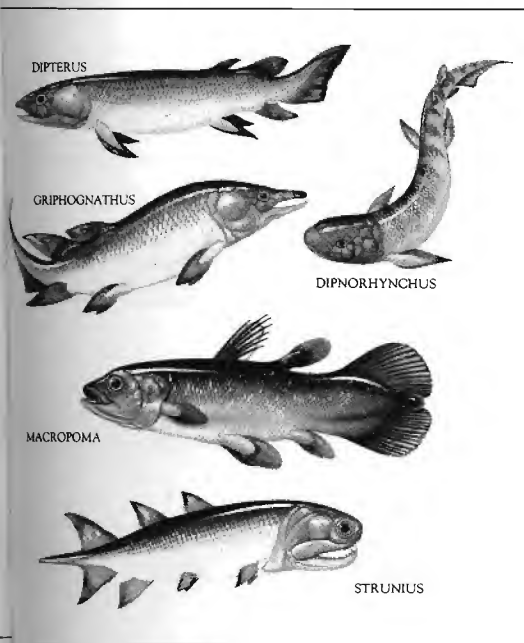 DIPTERUS
GRIPHOGNATHUS
DIPNORHYNCHUS
MACROPOMA
STRUNIUS